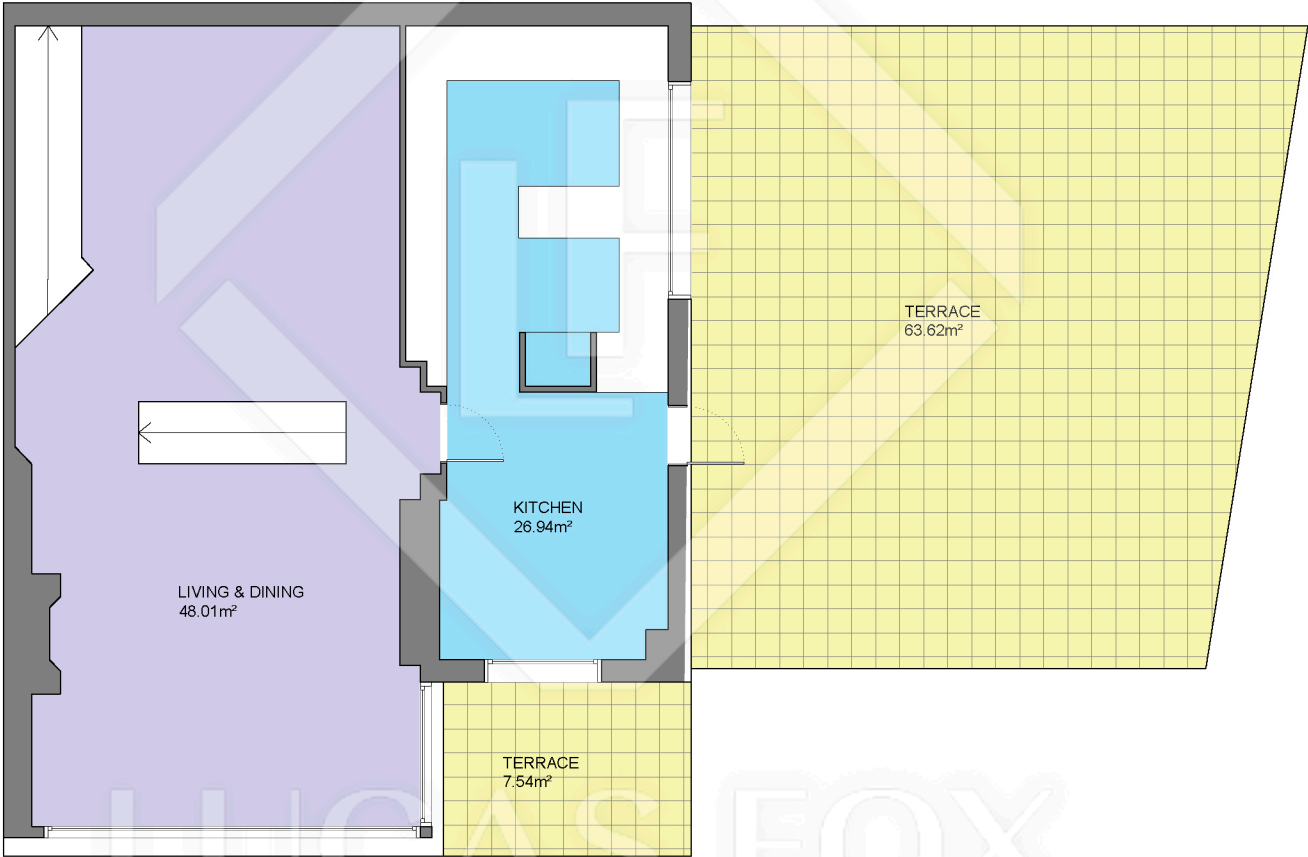 TERRACE
63.62m²
KITCHEN
26.94m²
LIVING & DINING
48.01m²
TERRACE
7.54m²
LUCAS FOX